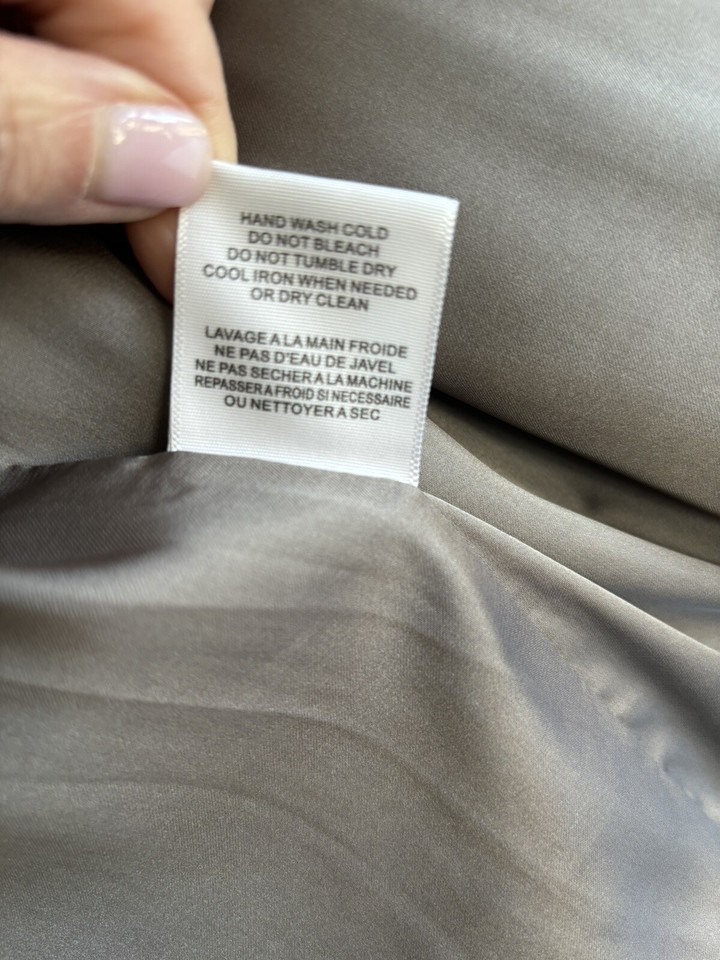 HAND WASH COLD
DO NOT BLEACH
DO NOT TUMBLE DRY
COOL IRON WHEN NEEDED
OR DRY CLEAN
LAVAGE A LA MAIN FROIDE
NE PAS D'EAU DE JAVEL
NE PAS SECHER A LA MACHINE
REPASSER A FROID SI NECESSAIRE
OU NETTOYER A SEC